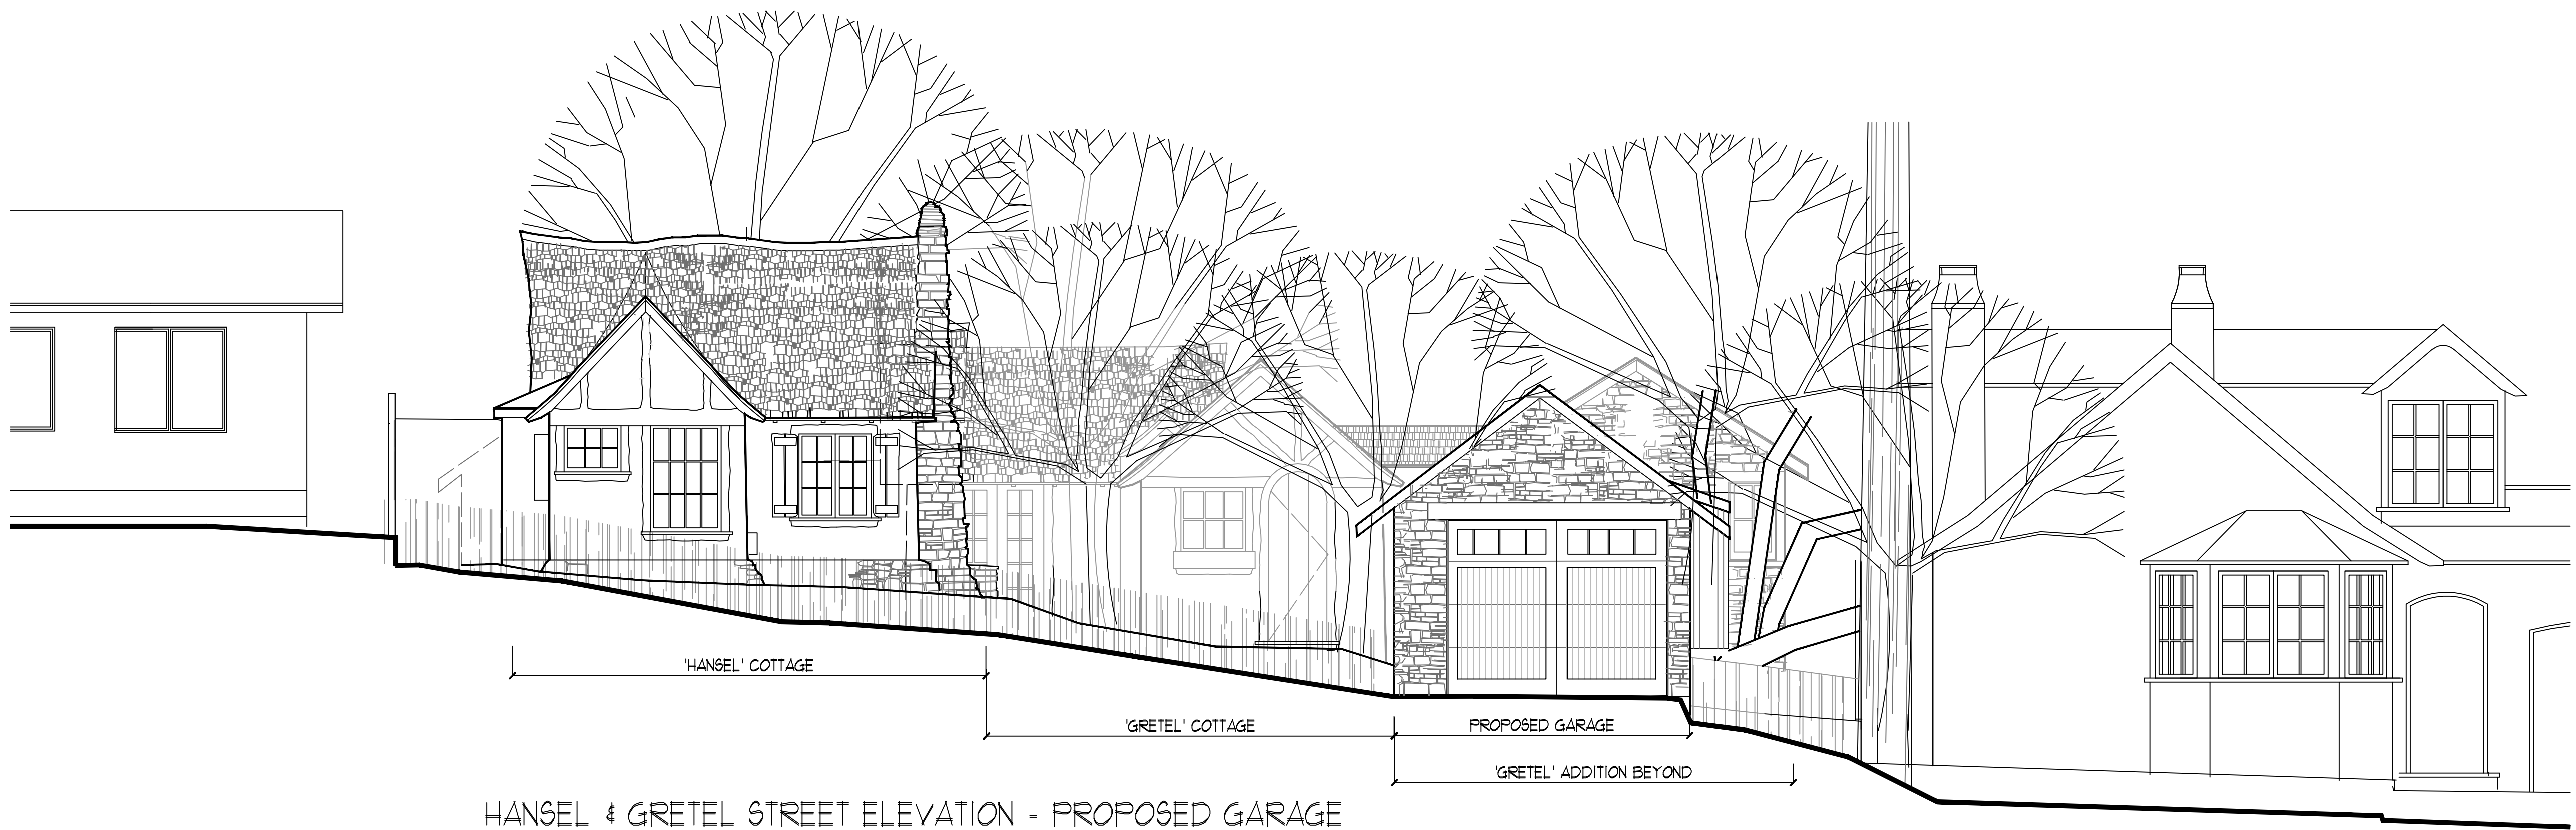 'HANSEL' COTTAGE
'GRETEL' COTTAGE
PROPOSED GARAGE
'GRETEL' ADDITION BEYOND
HANSEL & GRETEL STREET ELEVATION - PROPOSED GARAGE